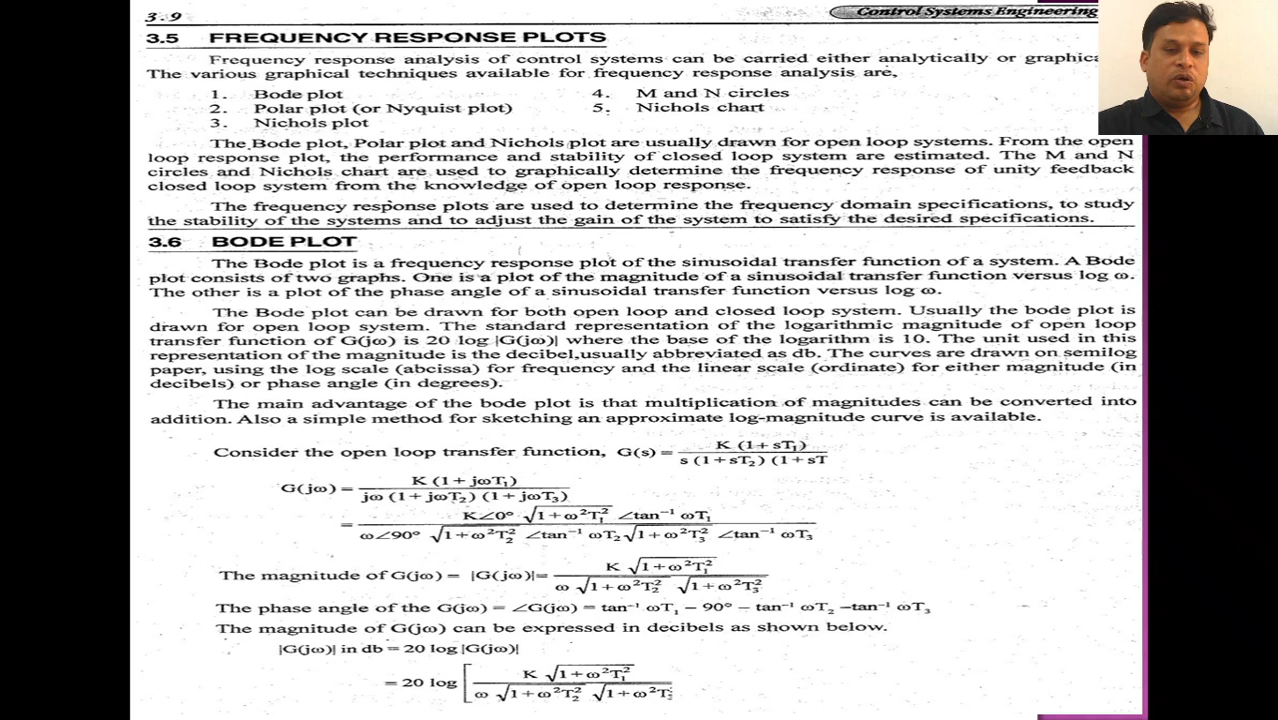 3.9
Control Systems Engineering
3.5 FREQUENCY RESPONSE PLOTS
Frequency response analysis of control systems can be carried either analytically or graphica
The various graphical techniques available for frequency response analysis are,
1. Bode plot
2. Polar plot (or Nyquist plot)
3. Nichols plot
4. M and N circles
5. Nichols chart
The Bode plot, Polar plot and Nichols plot are usually drawn for open loop systems. From the open
loop response plot, the performance and stability of closed loop system are estimated. The M and N
circles and Nichols chart are used to graphically determine the frequency response of unity feedback
closed loop system from the knowledge of open loop response.
The frequency response plots are used to determine the frequency domain specifications, to study
the stability of the systems and to adjust the gain of the system to satisfy the desired specifications.
3.6 BODE PLOT
The Bode plot is a frequency response plot of the sinusoidal transfer function of a system. A Bode
plot consists of two graphs. One is a plot of the magnitude of a sinusoidal transfer function versus log ω.
The other is a plot of the phase angle of a sinusoidal transfer function versus log ω.
The Bode plot can be drawn for both open loop and closed loop system. Usually the bode plot is
drawn for open loop system. The standard representation of the logarithmic magnitude of open loop
transfer function of G(jω) is 20 log |G(jω)| where the base of the logarithm is 10. The unit used in this
representation of the magnitude is the decibel, usually abbreviated as db. The curves are drawn on semilog
paper, using the log scale (abcissa) for frequency and the linear scale (ordinate) for either magnitude (in
decibels) or phase angle (in degrees).
The main advantage of the bode plot is that multiplication of magnitudes can be converted into
addition. Also a simple method for sketching an approximate log-magnitude curve is available.
Consider the open loop transfer function, G(s) = K (1+ sT₁) / s (1+ sT₂) (1+ sT
G(jω) = K (1+ jωT₁) / jω (1+ jωT₂) (1+ jωT₃)
= K∠0° √1+ω²T₁² ∠tan⁻¹ ωT₁ / ω∠90° √1+ω²T₂² ∠tan⁻¹ ωT₂ √1+ω²T₃² ∠tan⁻¹ ωT₃
The magnitude of G(jω) = |G(jω)| = K √1+ω²T₁² / ω √1+ω²T₂² √1+ω²T₃²
The phase angle of the G(jω) = ∠G(jω) = tan⁻¹ ωT₁ − 90° − tan⁻¹ ωT₂ −tan⁻¹ ωT₃
The magnitude of G(jω) can be expressed in decibels as shown below.
|G(jω)| in db = 20 log |G(jω)|
= 20 log [ K √1+ω²T₁² / ω √1+ω²T₂² √1+ω²T₃²